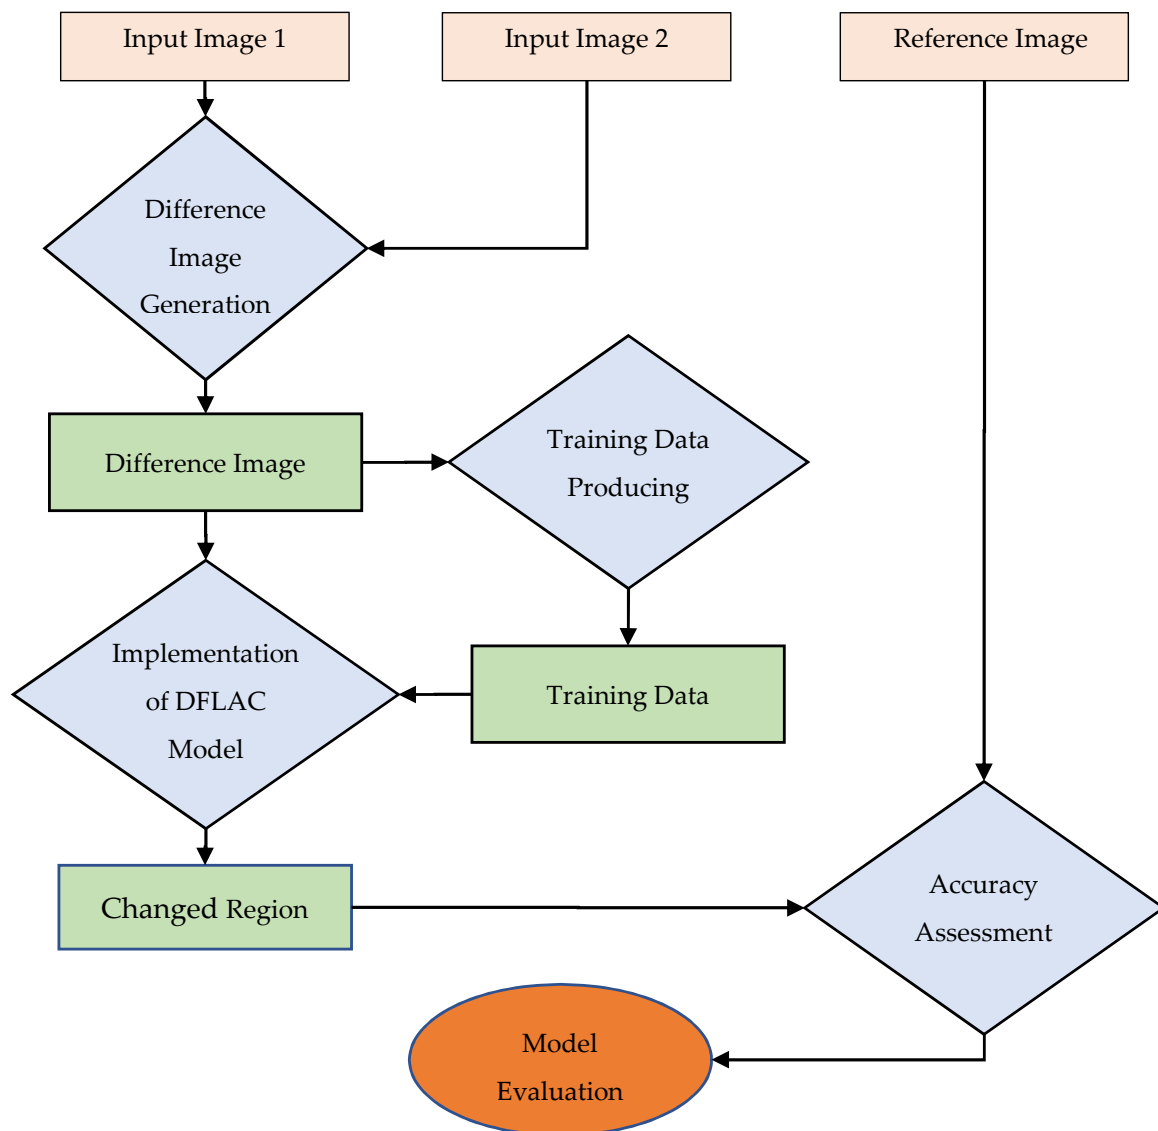 Input Image 1
Input Image 2
Reference Image
Difference
Image
Generation
Difference Image
Training Data
Producing
Implementation
of DFLAC
Model
Training Data
Changed Region
Accuracy
Assessment
Model
Evaluation